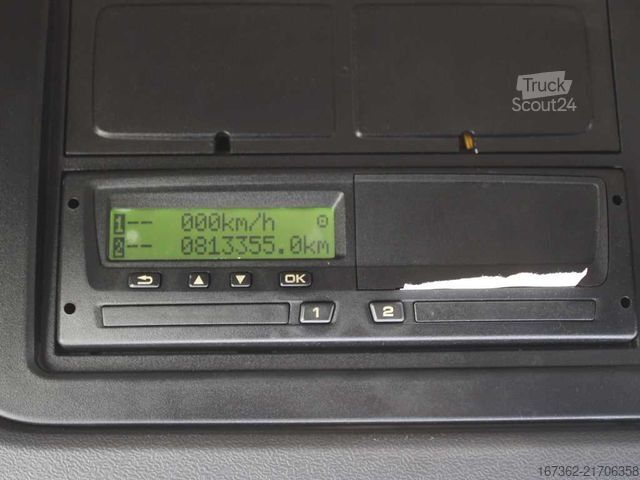 Truck
Scout24
1-- 000km/h
2-- 0813355.0km
OK
1
2
167362-21706358